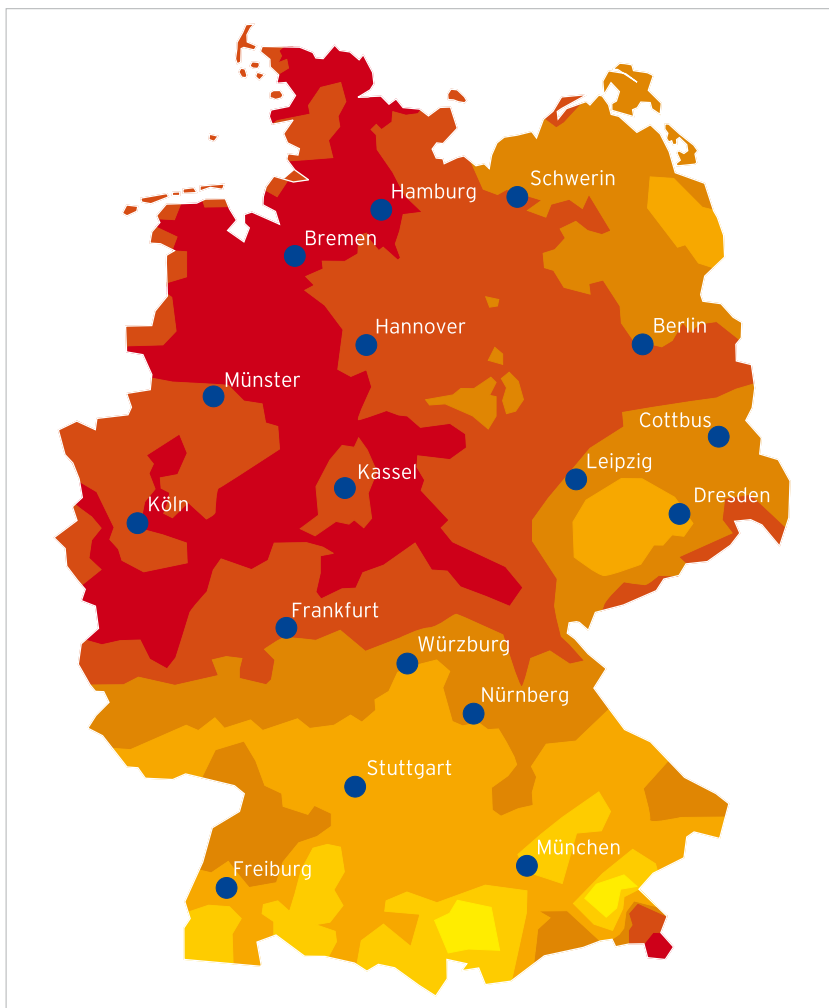 Schwerin
Hamburg
Bremen
Hannover
Berlin
Münster
Cottbus
Leipzig
Kassel
Dresden
Köln
Frankfurt
Würzburg
Nürnberg
Stuttgart
München
Freiburg